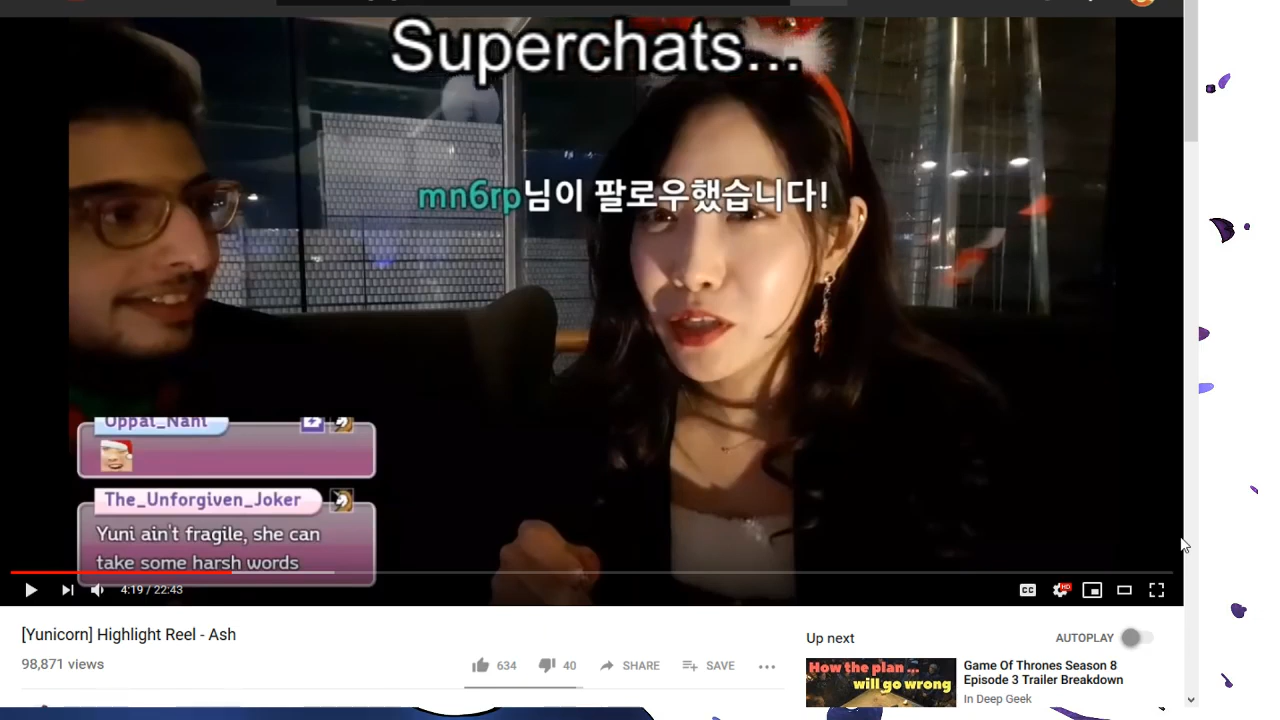 Superchats...
mn6rp님이 팔로우했습니다!
Oppai_Nani
The_Unforgiven_Joker
Yuni ain't fragile, she can
take some harsh words
4:19 / 22:43
CC
HD
[Yunicorn] Highlight Reel - Ash
98,871 views
634
40
SHARE
SAVE
Up next
AUTOPLAY
How the plan ...
will go wrong
Game Of Thrones Season 8
Episode 3 Trailer Breakdown
In Deep Geek